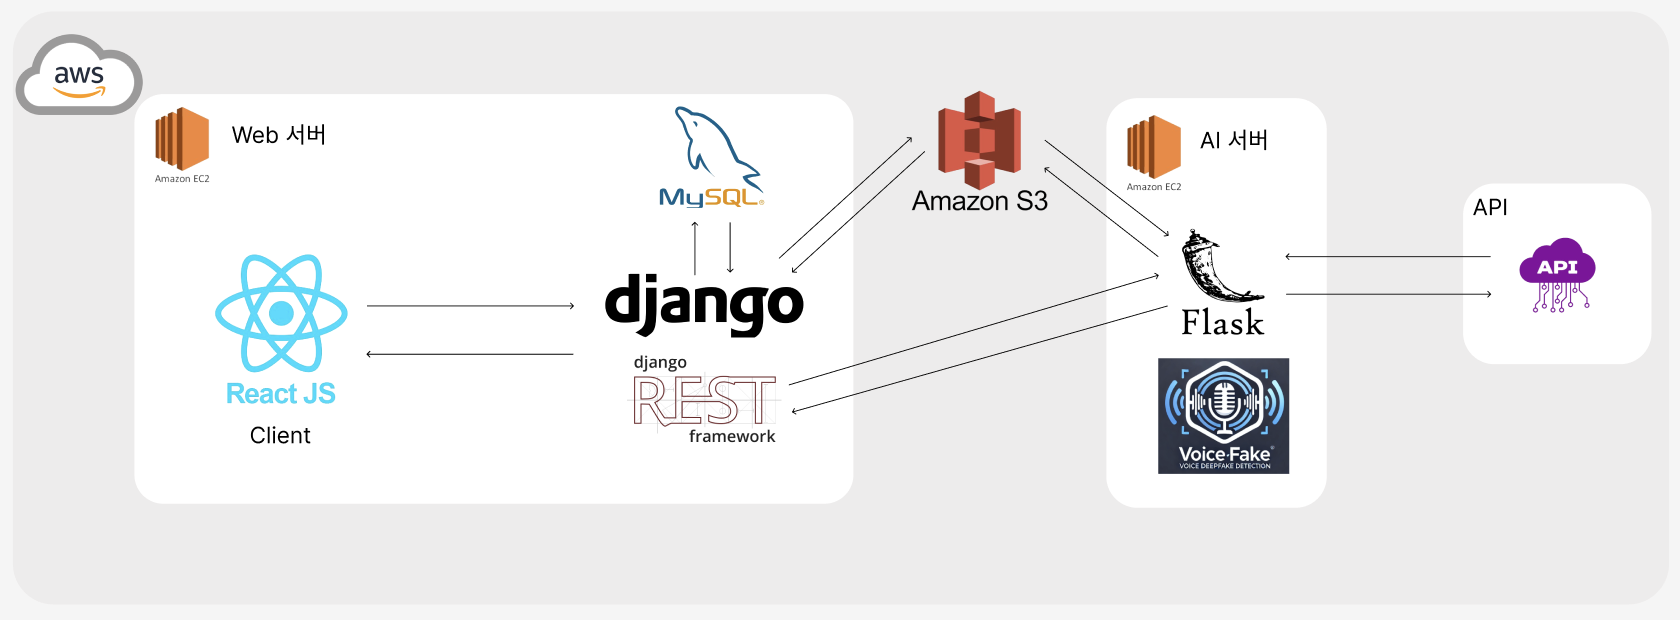 aws
Amazon EC2
Web 서버
MySQL®
React JS
Client
django
django
REST
framework
Amazon S3
Amazon EC2
AI 서버
Flask
Voice·Fake
VOICE DEEPFAKE DETECTION
API
API